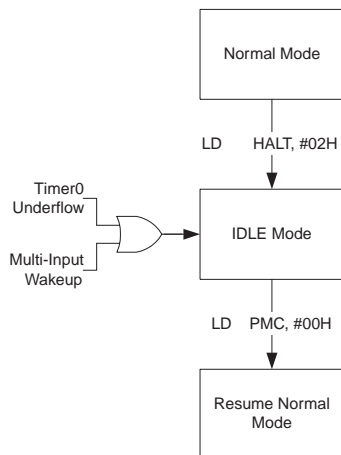 Normal Mode
LD HALT, #02H
Timer0
Underflow
Multi-Input
Wakeup
IDLE Mode
LD PMC, #00H
Resume Normal
Mode